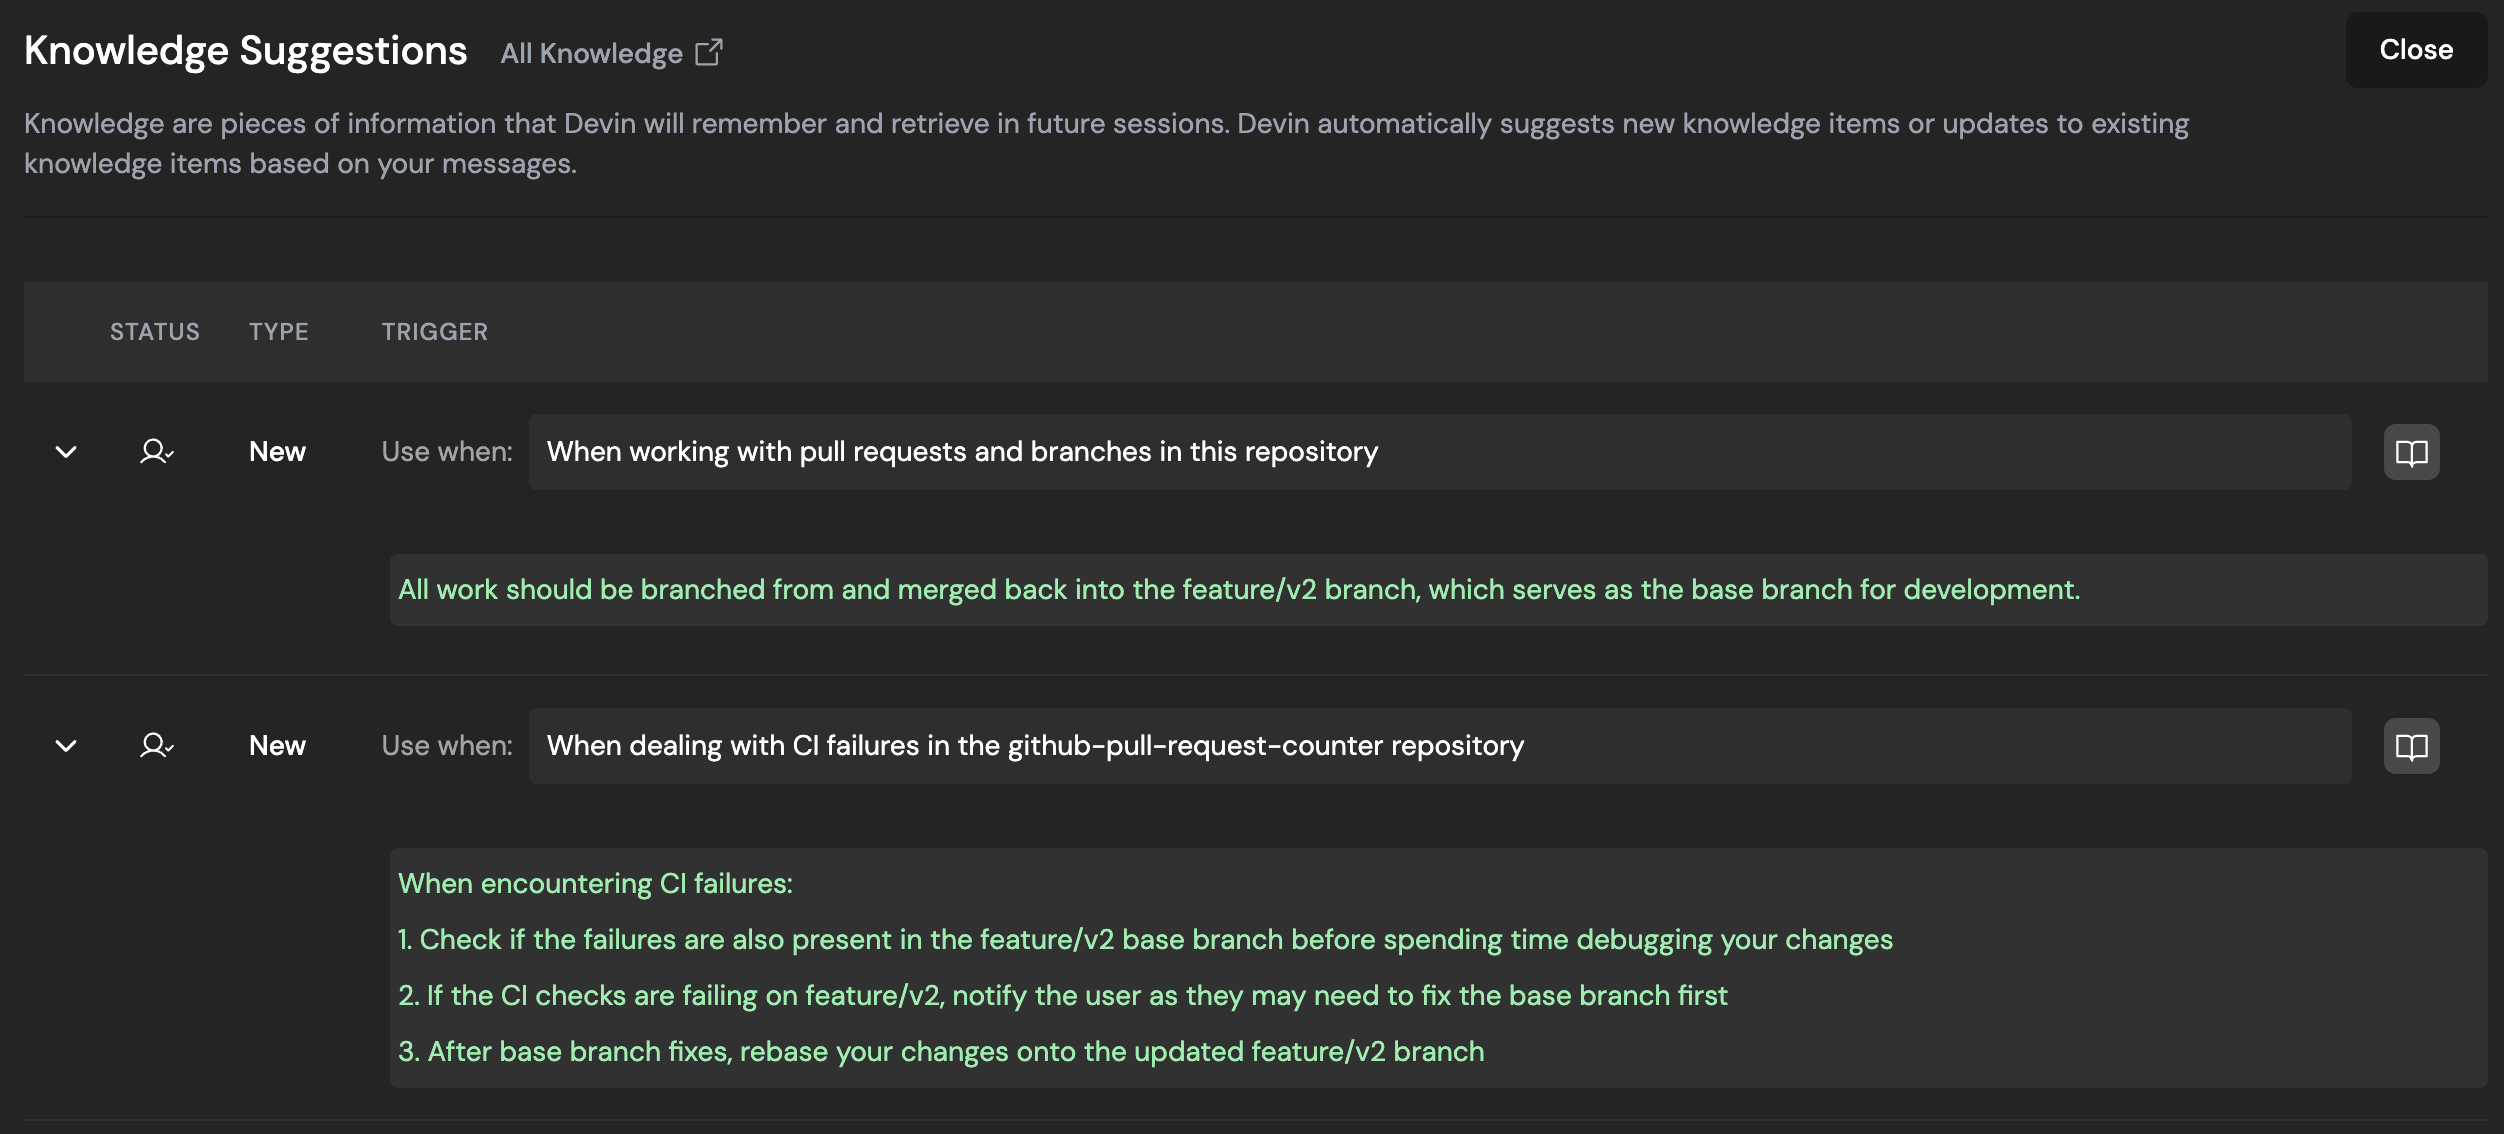 Knowledge Suggestions All Knowledge
Close
Knowledge are pieces of information that Devin will remember and retrieve in future sessions. Devin automatically suggests new knowledge items or updates to existing
knowledge items based on your messages.
STATUS TYPE TRIGGER
New Use when: When working with pull requests and branches in this repository
All work should be branched from and merged back into the feature/v2 branch, which serves as the base branch for development.
New Use when: When dealing with CI failures in the github-pull-request-counter repository
When encountering CI failures:
1. Check if the failures are also present in the feature/v2 base branch before spending time debugging your changes
2. If the CI checks are failing on feature/v2, notify the user as they may need to fix the base branch first
3. After base branch fixes, rebase your changes onto the updated feature/v2 branch